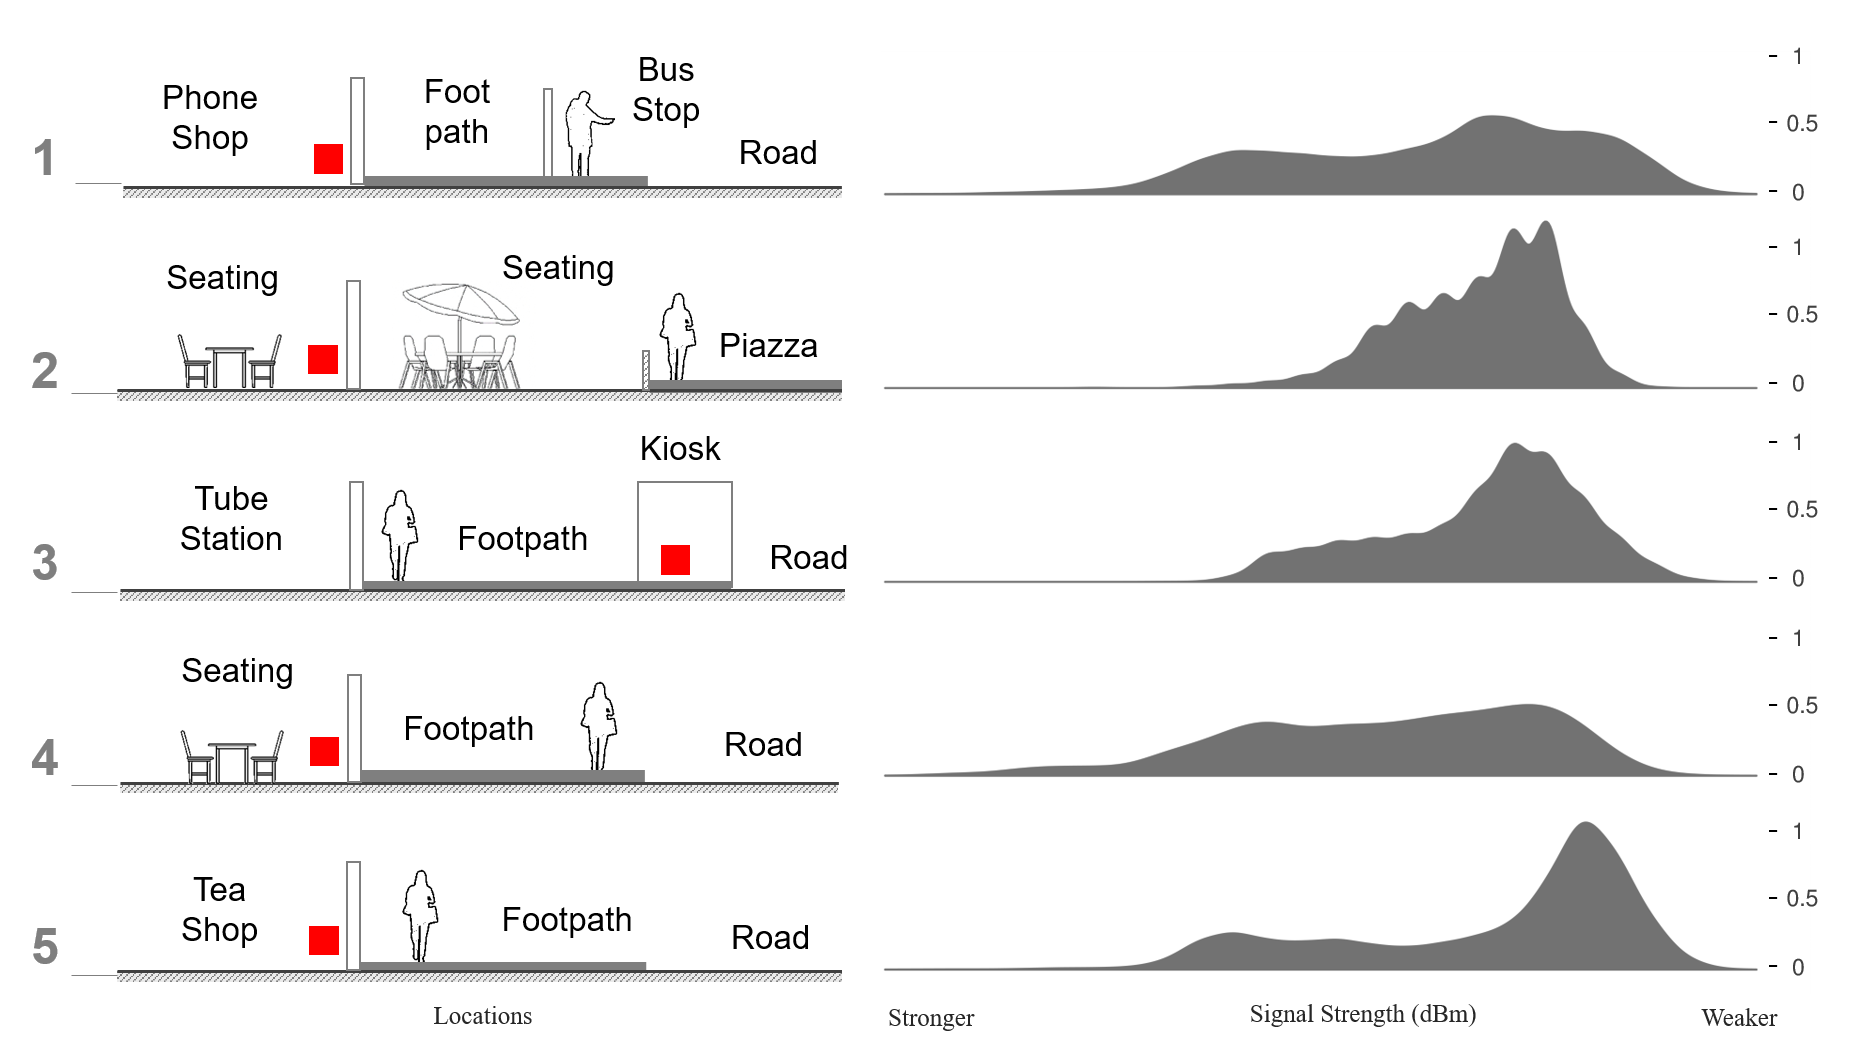 1
Phone
Shop
Foot
path
Bus
Stop
Road
1
0.5
0
2
Seating
Seating
Piazza
1
0.5
0
3
Tube
Station
Footpath
Kiosk
Road
1
0.5
0
4
Seating
Footpath
Road
1
0.5
0
5
Tea
Shop
Footpath
Road
1
0.5
0
Locations
Stronger
Signal Strength (dBm)
Weaker